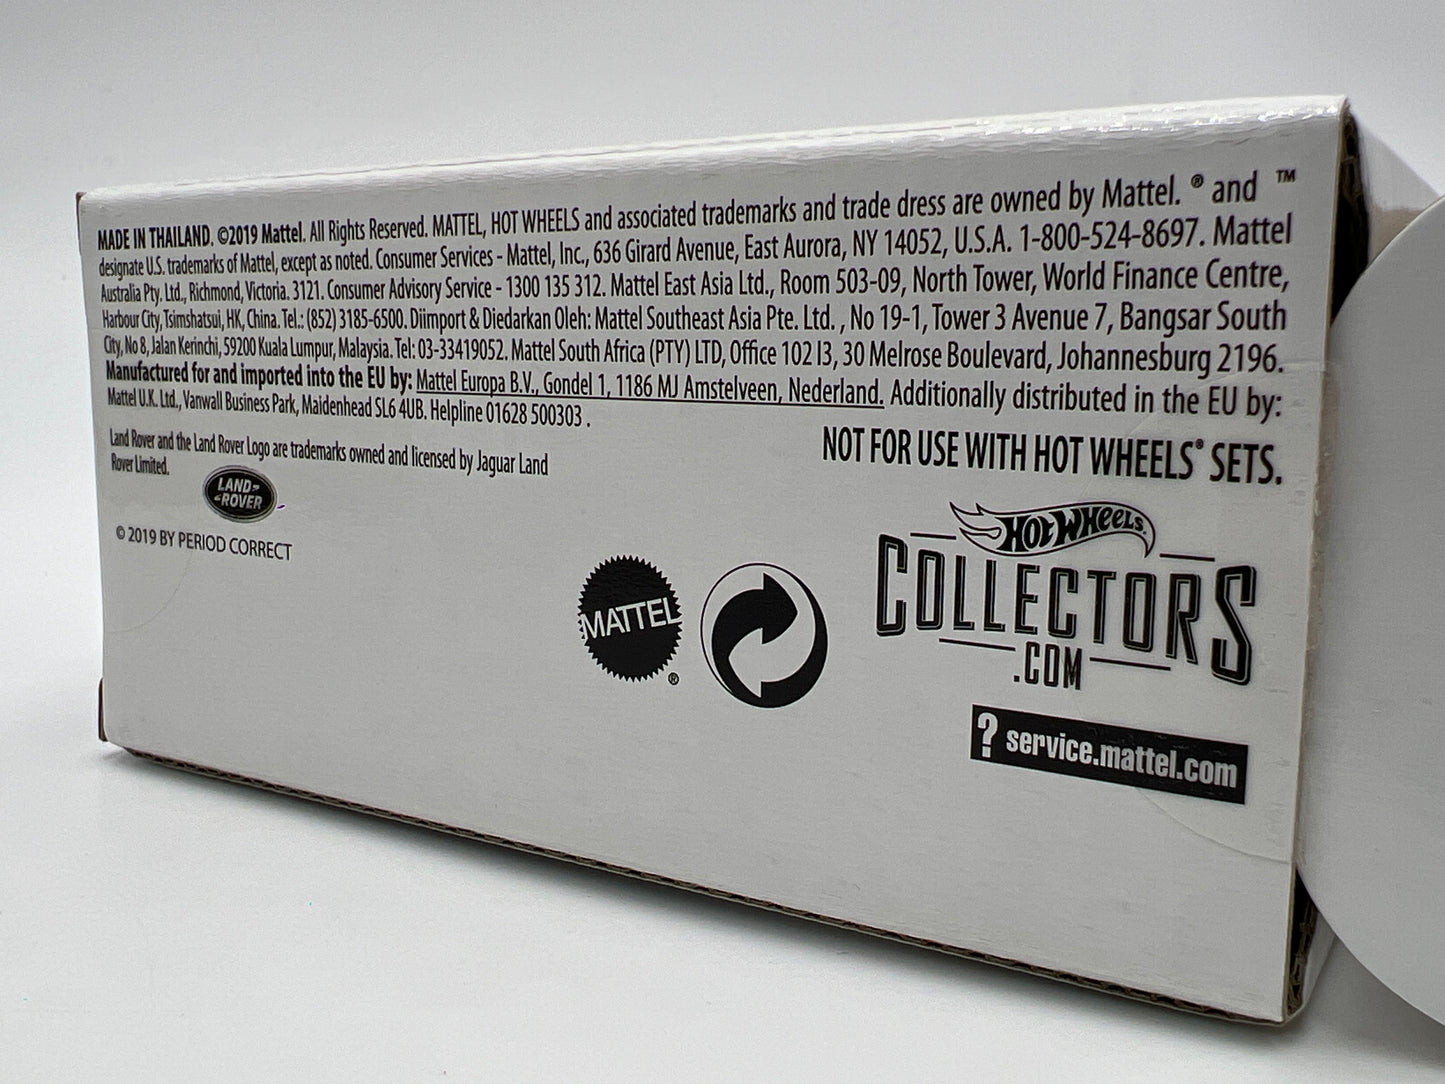 MADE IN THAILAND. ©2019 Mattel. All Rights Reserved. MATTEL, HOT WHEELS and associated trademarks and trade dress are owned by Mattel. ® and ™
designate U.S. trademarks of Mattel, except as noted. Consumer Services - Mattel, Inc., 636 Girard Avenue, East Aurora, NY 14052, U.S.A. 1-800-524-8697. Mattel
Australia Pty. Ltd., Richmond, Victoria. 3121. Consumer Advisory Service - 1300 135 312. Mattel East Asia Ltd., Room 503-09, North Tower, World Finance Centre,
Harbour City, Tsimshatsui, HK, China. Tel.: (852) 3185-6500. Diimport & Diedarkan Oleh: Mattel Southeast Asia Pte. Ltd. , No 19-1, Tower 3 Avenue 7, Bangsar South
City, No 8, Jalan Kerinchi, 59200 Kuala Lumpur, Malaysia. Tel: 03-33419052. Mattel South Africa (PTY) LTD, Office 102 I3, 30 Melrose Boulevard, Johannesburg 2196.
Manufactured for and imported into the EU by: Mattel Europa B.V., Gondel 1, 1186 MJ Amstelveen, Nederland. Additionally distributed in the EU by:
Mattel U.K. Ltd., Vanwall Business Park, Maidenhead SL6 4UB. Helpline 01628 500303 .
NOT FOR USE WITH HOT WHEELS® SETS.
Land Rover and the Land Rover Logo are trademarks owned and licensed by Jaguar Land
Rover Limited.
LAND-
-ROVER
© 2019 BY PERIOD CORRECT
MATTEL
®
HOT WHEELS
COLLECTORS
.COM
? service.mattel.com